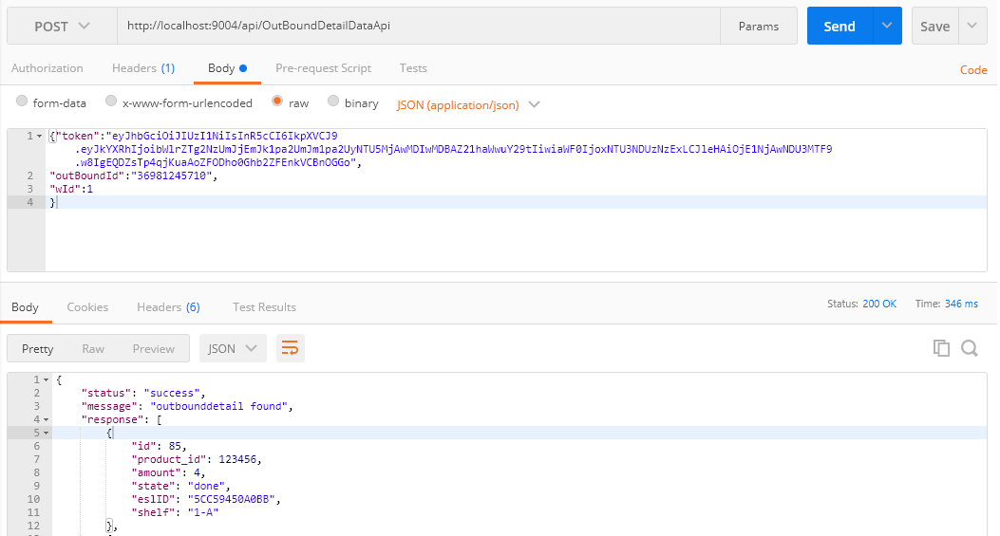 POST http://localhost:9004/api/OutBoundDetailDataApi Params Send Save
Authorization Headers (1) Body Pre-request Script Tests Code
form-data x-www-form-urlencoded raw binary JSON (application/json)
1 {"token":"eyJhbGciOiJIUzI1NiIsInR5cCI6IkpXVCJ9
.eyJkYXRhIjoibWlrZTg2NzUmJjEmJk1pa2UmJm1pa2UyNTU5MjAwMDIwMDBAZ21haWwuY29tIiwiaWF0IjoxNTU3NDUzNzExLCJleHAiOjE1NjAwNDU3MTF9
.w8IgEQDZsTp4qjKuaAoZFODho0Ghb2ZFEnkVCBnOGGo",
2 "outBoundId":"36981245710",
3 "wId":1
4 }
Body Cookies Headers (6) Test Results Status: 200 OK Time: 346 ms
Pretty Raw Preview JSON
1 {
2 "status": "success",
3 "message": "outbounddetail found",
4 "response": [
5 {
6 "id": 85,
7 "product_id": 123456,
8 "amount": 4,
9 "state": "done",
10 "eslID": "5CC59450A0BB",
11 "shelf": "1-A"
12 },